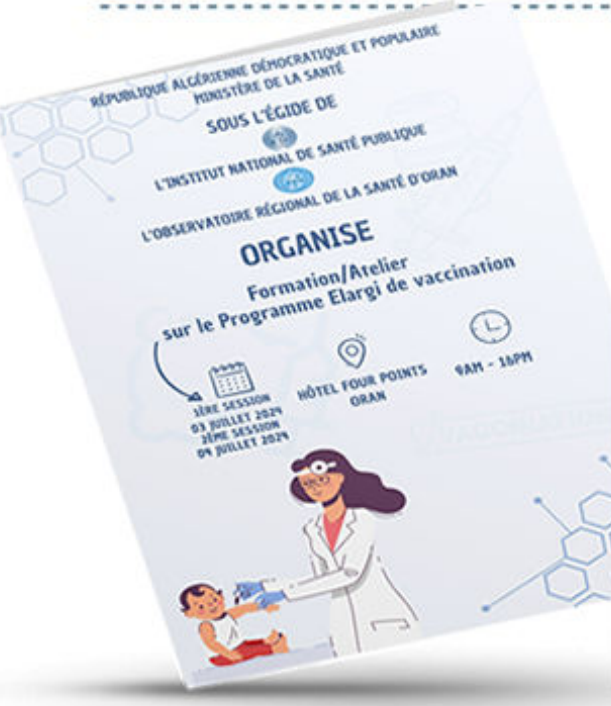 RÉPUBLIQUE ALGÉRIENNE DÉMOCRATIQUE ET POPULAIRE
MINISTÈRE DE LA SANTÉ
SOUS L'ÉGIDE DE
L'INSTITUT NATIONAL DE SANTÉ PUBLIQUE
L'OBSERVATOIRE RÉGIONAL DE LA SANTÉ D'ORAN
ORGANISE
Formation/Atelier
sur le Programme Elargi de vaccination
1ÈRE SESSION
03 JUILLET 2024
2ÈME SESSION
04 JUILLET 2024
HÔTEL FOUR POINTS
ORAN
9AM - 16PM